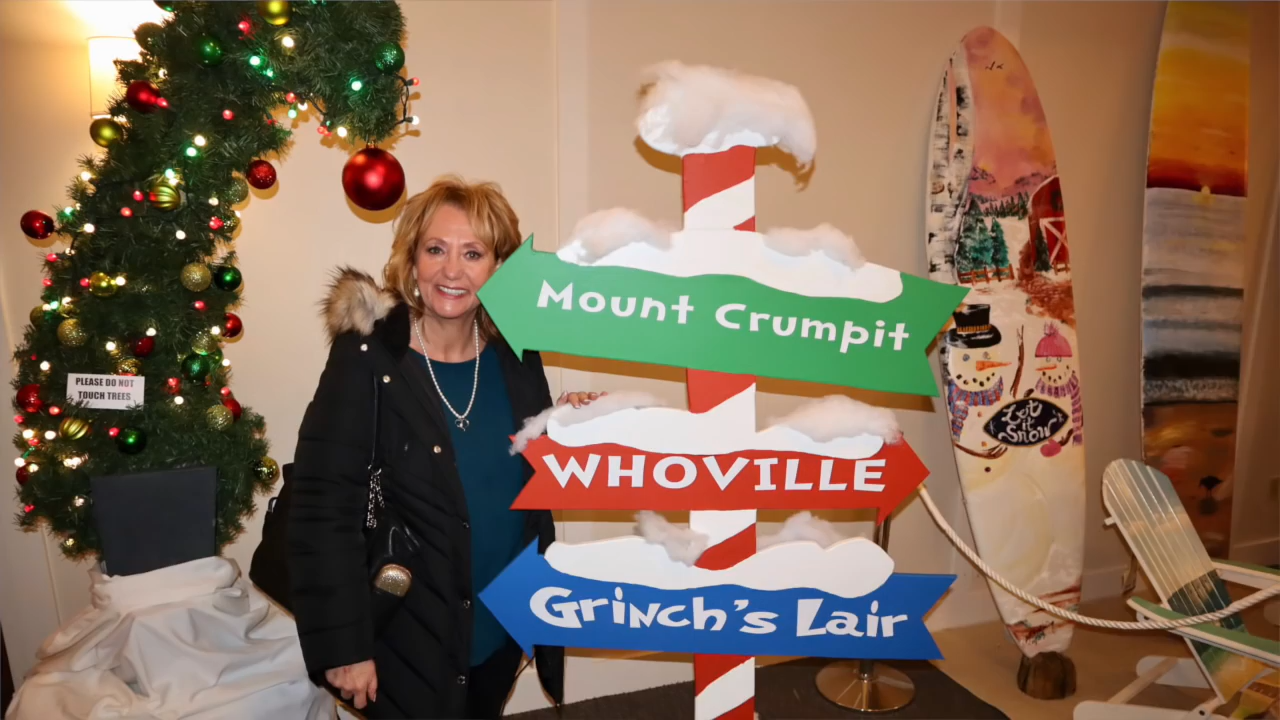 PLEASE DO NOT
TOUCH TREES
Mount Crumpit
WHOVILLE
Grinch's Lair
Let
it
Snow